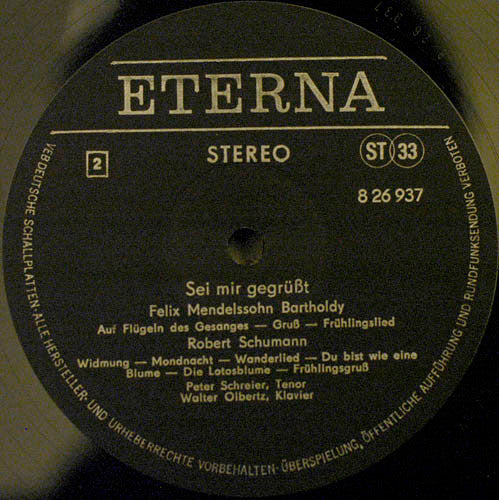 ETERNA
2
STEREO
ST 33
8 26 937
Sei mir gegrüßt
Felix Mendelssohn Bartholdy
Auf Flügeln des Gesanges — Gruß — Frühlingslied
Robert Schumann
Widmung — Mondnacht — Wanderlied — Du bist wie eine
Blume — Die Lotosblume — Frühlingsgruß
Peter Schreier, Tenor
Walter Olbertz, Klavier
VEB DEUTSCHE SCHALLPLATTEN · ALLE HERSTELLER- UND URHEBERRECHTE VORBEHALTEN · ÜBERSPIELUNG, ÖFFENTLICHE AUFFÜHRUNG UND RUNDFUNKSENDUNG VERBOTEN